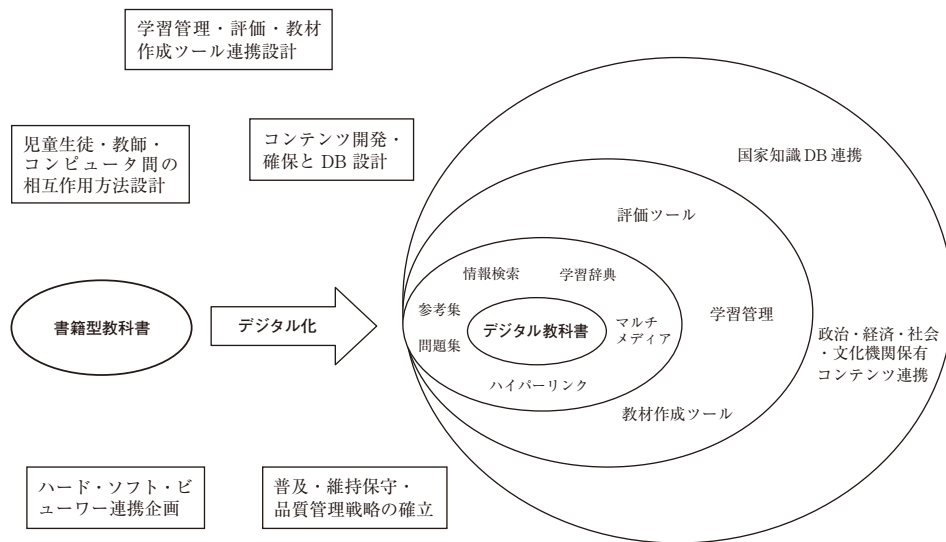 学習管理・評価・教材
作成ツール連携設計
児童生徒・教師・
コンピュータ間の
相互作用方法設計
コンテンツ開発・
確保と DB 設計
国家知識 DB 連携
評価ツール
情報検索
学習辞典
参考集
書籍型教科書
デジタル化
デジタル教科書
マルチ
メディア
学習管理
問題集
政治・経済・社会
・文化機関保有
コンテンツ連携
ハイパーリンク
教材作成ツール
ハード・ソフト・ビ
ューワー連携企画
普及・維持保守・
品質管理戦略の確立